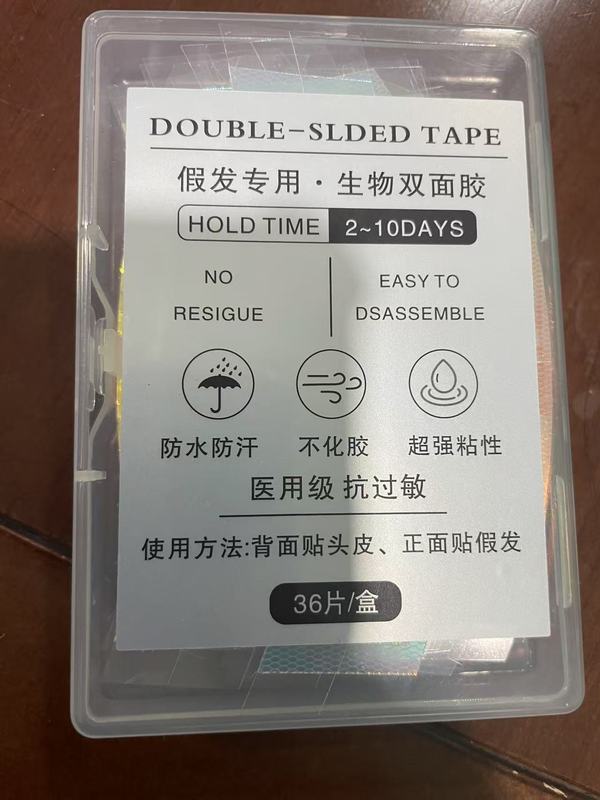 DOUBLE-SLDED TAPE
假发专用·生物双面胶
HOLD TIME 2~10DAYS
NO
RESIGUE
EASY TO
DSASSEMBLE
防水防汗 不化胶 超强粘性
医用级 抗过敏
使用方法:背面贴头皮、正面贴假发
36片/盒